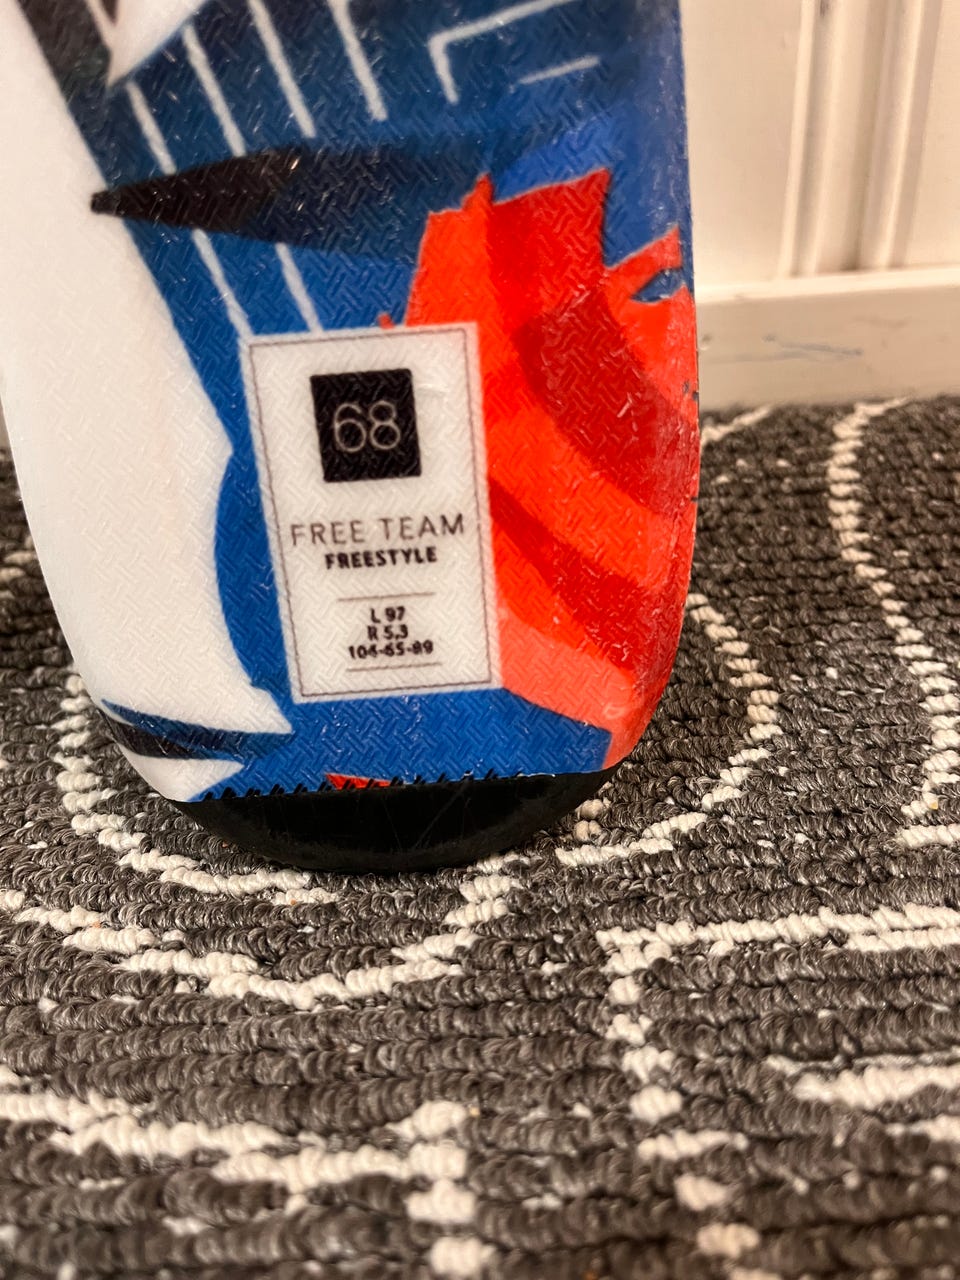 68
FREE TEAM
FREESTYLE
L 97
R 5,3
104-65-89